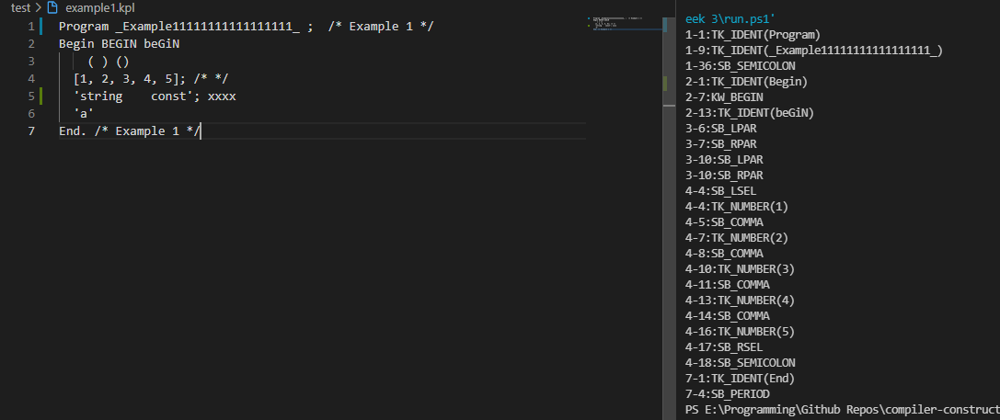 test > example1.kpl
1 Program _Example11111111111111111_ ;  /* Example 1 */
2 Begin BEGIN beGiN
3     ( ) ()
4   [1, 2, 3, 4, 5]; /* */
5   'string    const'; xxxx
6   'a'
7 End. /* Example 1 */
eek 3\run.ps1'
1-1:TK_IDENT(Program)
1-9:TK_IDENT(_Example11111111111111111_)
1-36:SB_SEMICOLON
2-1:TK_IDENT(Begin)
2-7:KW_BEGIN
2-13:TK_IDENT(beGiN)
3-6:SB_LPAR
3-7:SB_RPAR
3-10:SB_LPAR
3-10:SB_RPAR
4-4:SB_LSEL
4-4:TK_NUMBER(1)
4-5:SB_COMMA
4-7:TK_NUMBER(2)
4-8:SB_COMMA
4-10:TK_NUMBER(3)
4-11:SB_COMMA
4-13:TK_NUMBER(4)
4-14:SB_COMMA
4-16:TK_NUMBER(5)
4-17:SB_RSEL
4-18:SB_SEMICOLON
7-1:TK_IDENT(End)
7-4:SB_PERIOD
PS E:\Programming\Github Repos\compiler-construct